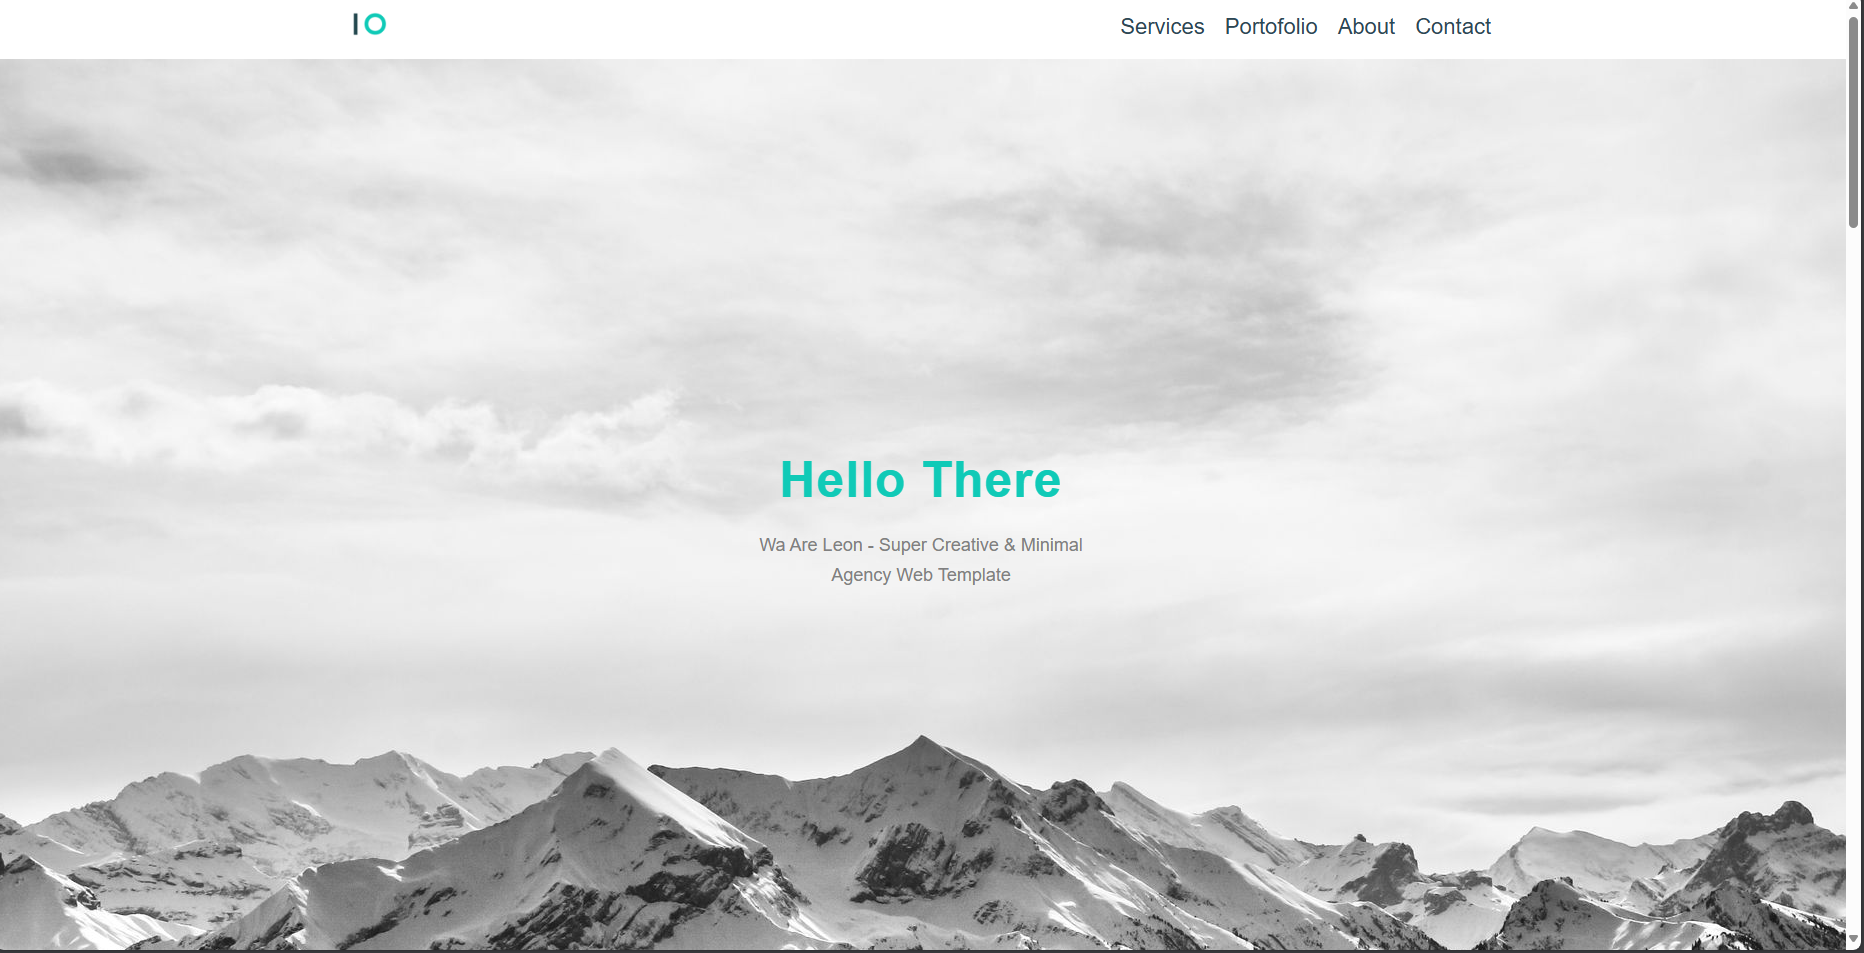 IO
Services Portofolio About Contact
Hello There
Wa Are Leon - Super Creative & Minimal
Agency Web Template